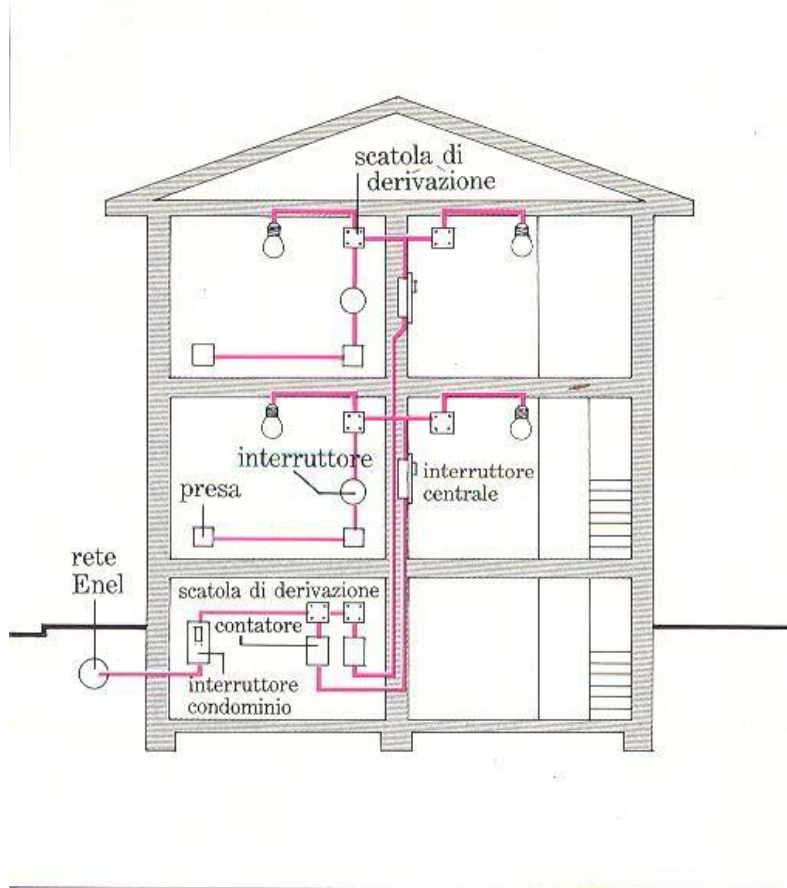 scatola di
derivazione
interruttore
presa
interruttore
centrale
rete
Enel
scatola di derivazione
contatore
interruttore
condominio